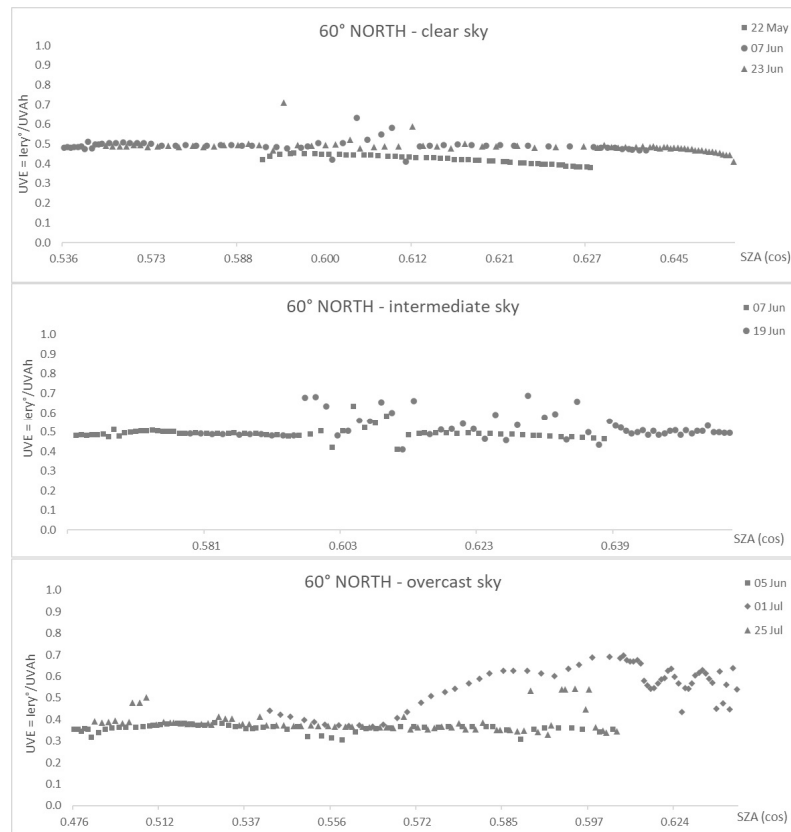 60° NORTH - clear sky
22 May
07 Jun
23 Jun
UVE = Iery°/UVAh
1.0
0.9
0.8
0.7
0.6
0.5
0.4
0.3
0.2
0.1
0.0
0.536 0.573 0.588 0.600 0.612 0.621 0.627 0.645 SZA (cos)
60° NORTH - intermediate sky
07 Jun
19 Jun
UVE = Iery°/UVAh
1.0
0.9
0.8
0.7
0.6
0.5
0.4
0.3
0.2
0.1
0.0
0.581 0.603 0.623 0.639 SZA (cos)
60° NORTH - overcast sky
05 Jun
01 Jul
25 Jul
UVE = Iery°/UVAh
1.0
0.9
0.8
0.7
0.6
0.5
0.4
0.3
0.2
0.1
0.0
0.476 0.512 0.537 0.556 0.572 0.585 0.597 0.624 SZA (cos)